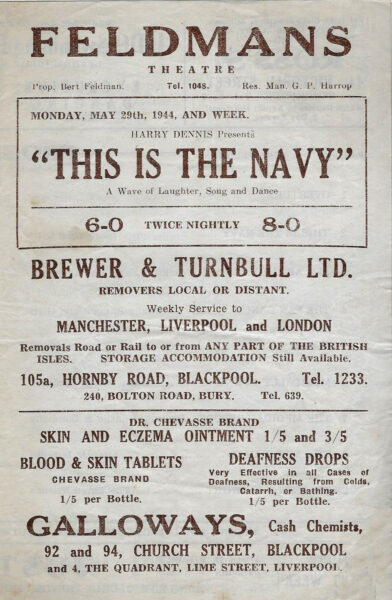 FELDMANS
THEATRE
Prop. Bert Feldman. Tel. 1048. Res. Man. G. P. Harrop
MONDAY, MAY 29th, 1944, AND WEEK.
HARRY DENNIS Presents
“THIS IS THE NAVY”
A Wave of Laughter, Song and Dance
6-0 TWICE NIGHTLY 8-0
BREWER & TURNBULL LTD.
REMOVERS LOCAL OR DISTANT.
Weekly Service to
MANCHESTER, LIVERPOOL and LONDON
Removals Road or Rail to or from ANY PART OF THE BRITISH
ISLES. STORAGE ACCOMMODATION Still Available.
105a, HORNBY ROAD, BLACKPOOL. Tel. 1233.
240, BOLTON ROAD, BURY. Tel. 639.
DR. CHEVASSE BRAND
SKIN AND ECZEMA OINTMENT 1/5 and 3/5
BLOOD & SKIN TABLETS
CHEVASSE BRAND
1/5 per Bottle.
DEAFNESS DROPS
Very Effective in all Cases of
Deafness, Resulting from Colds,
Catarrh, or Bathing.
1/5 per Bottle.
GALLOWAYS, Cash Chemists,
92 and 94, CHURCH STREET, BLACKPOOL
and 4, THE QUADRANT, LIME STREET, LIVERPOOL.